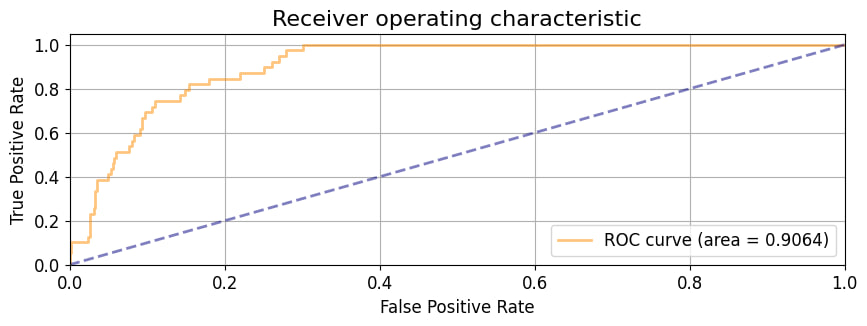 Receiver operating characteristic
True Positive Rate
1.0
0.8
0.6
0.4
0.2
0.0
ROC curve (area = 0.9064)
0.0 0.2 0.4 0.6 0.8 1.0
False Positive Rate